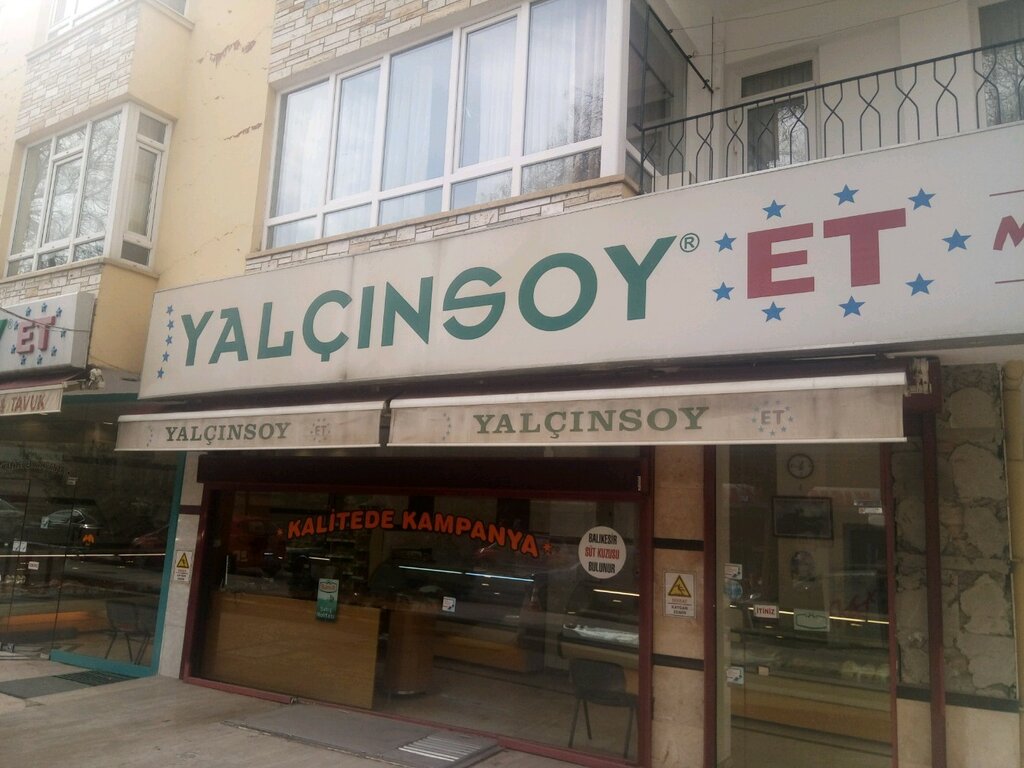 YALÇINSOY® ET
M
ET
TAVUK
YALÇINSOY ET
YALÇINSOY ET
KALİTEDE KAMPANYA
BALIKESİR
SÜT KUZUSU
BULUNUR
İTİNİZ